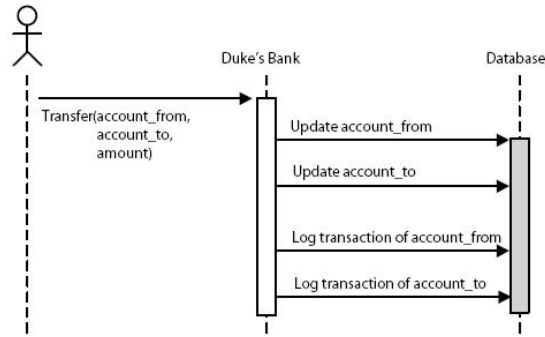 Duke's Bank
Database
Transfer(account_from,
account_to,
amount)
Update account_from
Update account_to
Log transaction of account_from
Log transaction of account_to